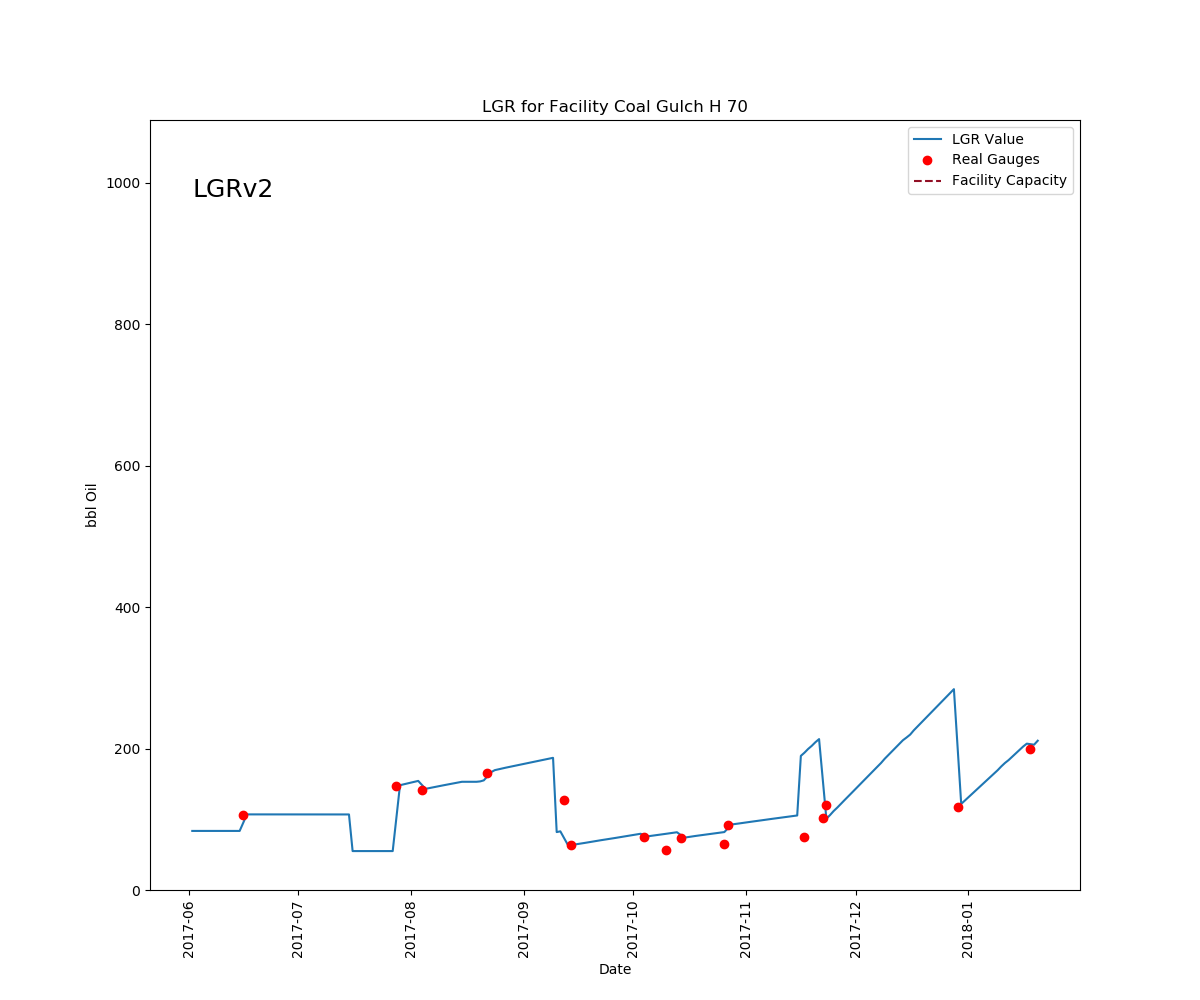 LGR for Facility Coal Gulch H 70
LGR Value
Real Gauges
Facility Capacity
LGRv2
1000
800
600
400
200
0
bbl Oil
2017-06
2017-07
2017-08
2017-09
2017-10
2017-11
2017-12
2018-01
Date